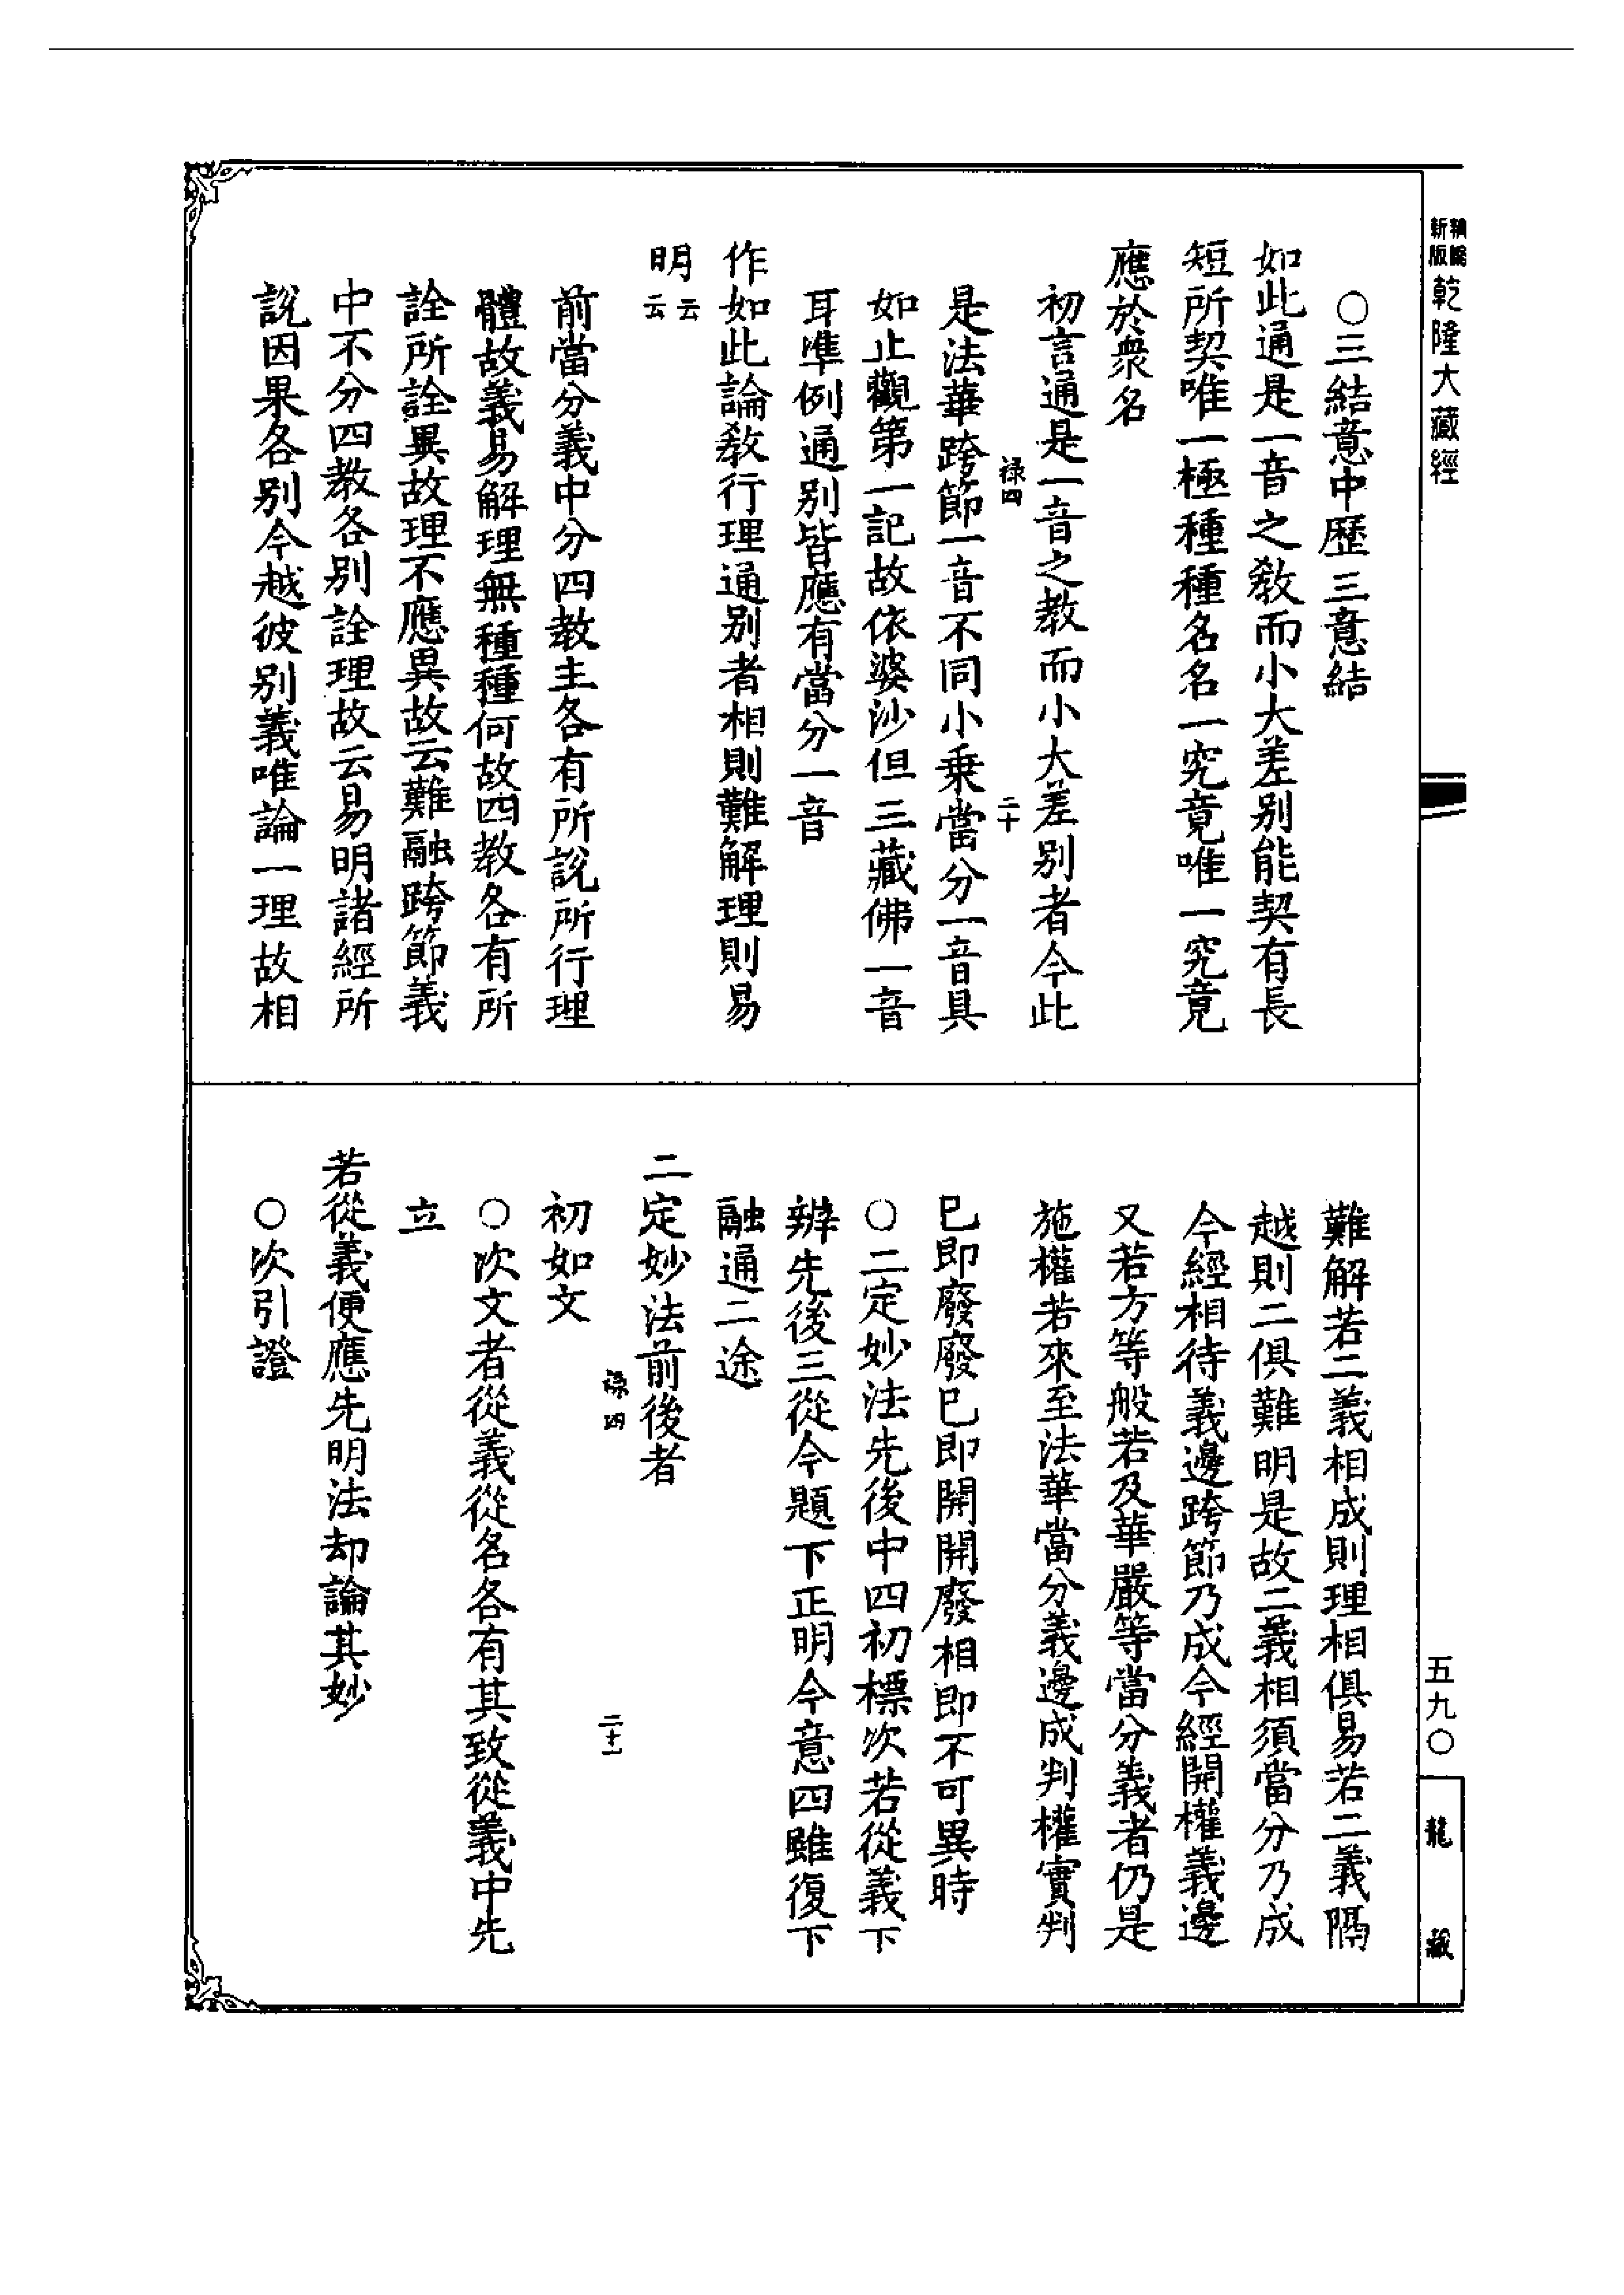 新版
乾隆大藏經
○三結意中歷三意結
如此通是一音之教而小大差別能契有長
短所契唯一極種種名名一究竟唯一究竟
應於衆名
初言通是一音之教而小大差別者今此
祿四 二十
是法華跨節一音不同小乗當分一音具
如止觀第一記故依婆沙但三藏佛一音
耳準例通別皆應有當分一音
作如此論教行理通別者相則難解理則易
明云云
前當分義中分四教主各有所說所行理
體故義易解理無種種何故四教各有所
詮所詮異故理不應異故云難融跨節義
中不分四教各別詮理故云易明諸經所
說因果各別今越彼別義唯論一理故相
難解若二義相成則理相俱易若二義隔
越則二俱難明是故二義相須當分乃成
今經相待義邊跨節乃成今經開權義邊
又若方等般若及華嚴等當分義者仍是
施權若來至法華當分義邊成判權實判
已即廢廢已即開開廢相即不可異時
○二定妙法先後中四初標次若從義下
辨先後三從今題下正明今意四雖復下
融通二途
二定妙法前後者
祿四 二十一
初如文
○次文者從義從名各有其致從義中先
立
若從義便應先明法却論其妙
○次引證
五九〇
龍藏